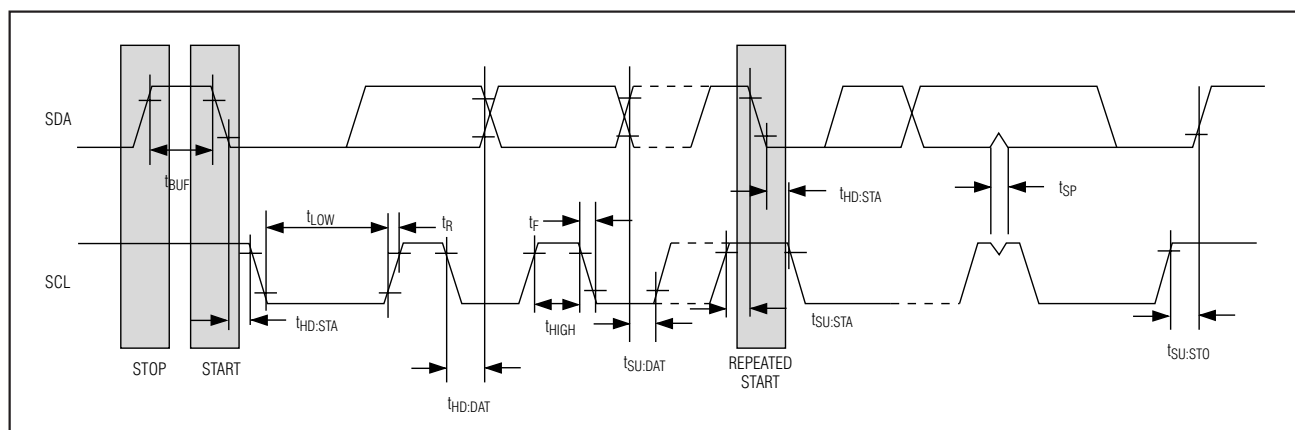 SDA
tBUF
tLOW
tR
tF
tHD:STA
tSP
SCL
tHD:STA
tHIGH
tSU:DAT
tSU:STA
tSU:STO
STOP
START
REPEATED
START
tHD:DAT